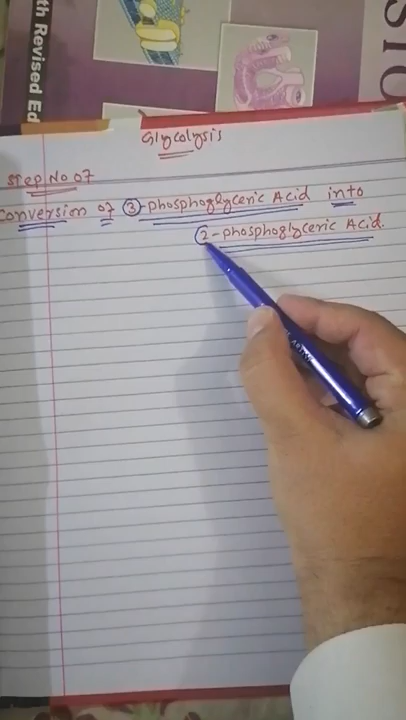 th Revised Ed
Glycolysis
Step No 07
Conversion of 3-phosphoglyceric Acid into
2-phosphoglyceric Acid.